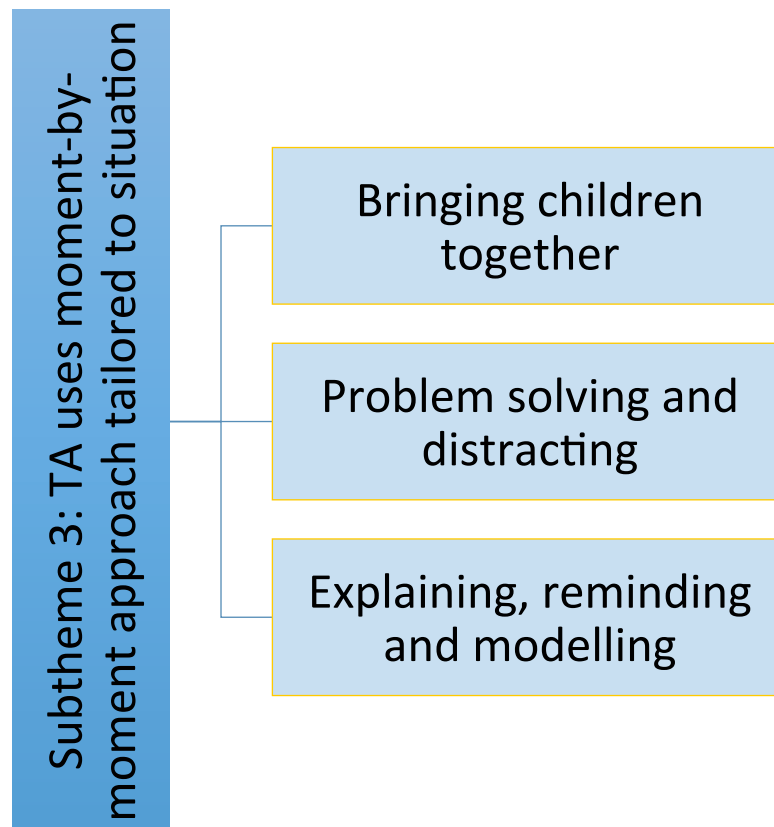 Subtheme 3: TA uses moment-by-
moment approach tailored to situation
Bringing children
together
Problem solving and
distracting
Explaining, reminding
and modelling